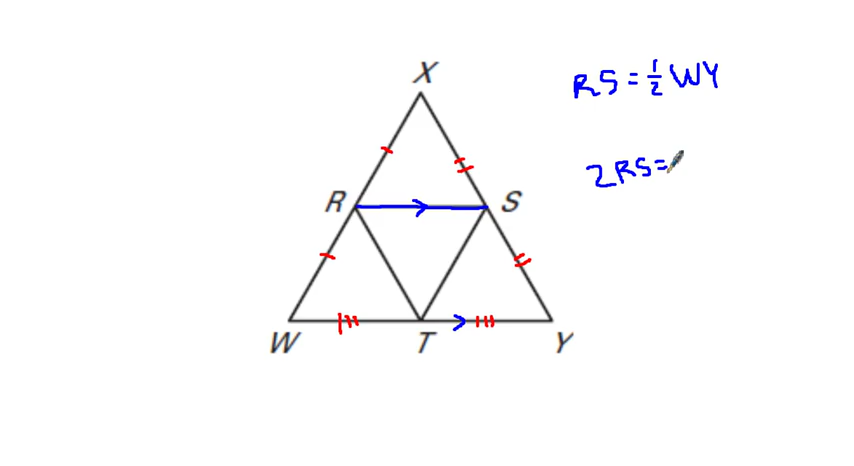 X
RS = 1/2 WY
2RS =
R
S
W
T
Y